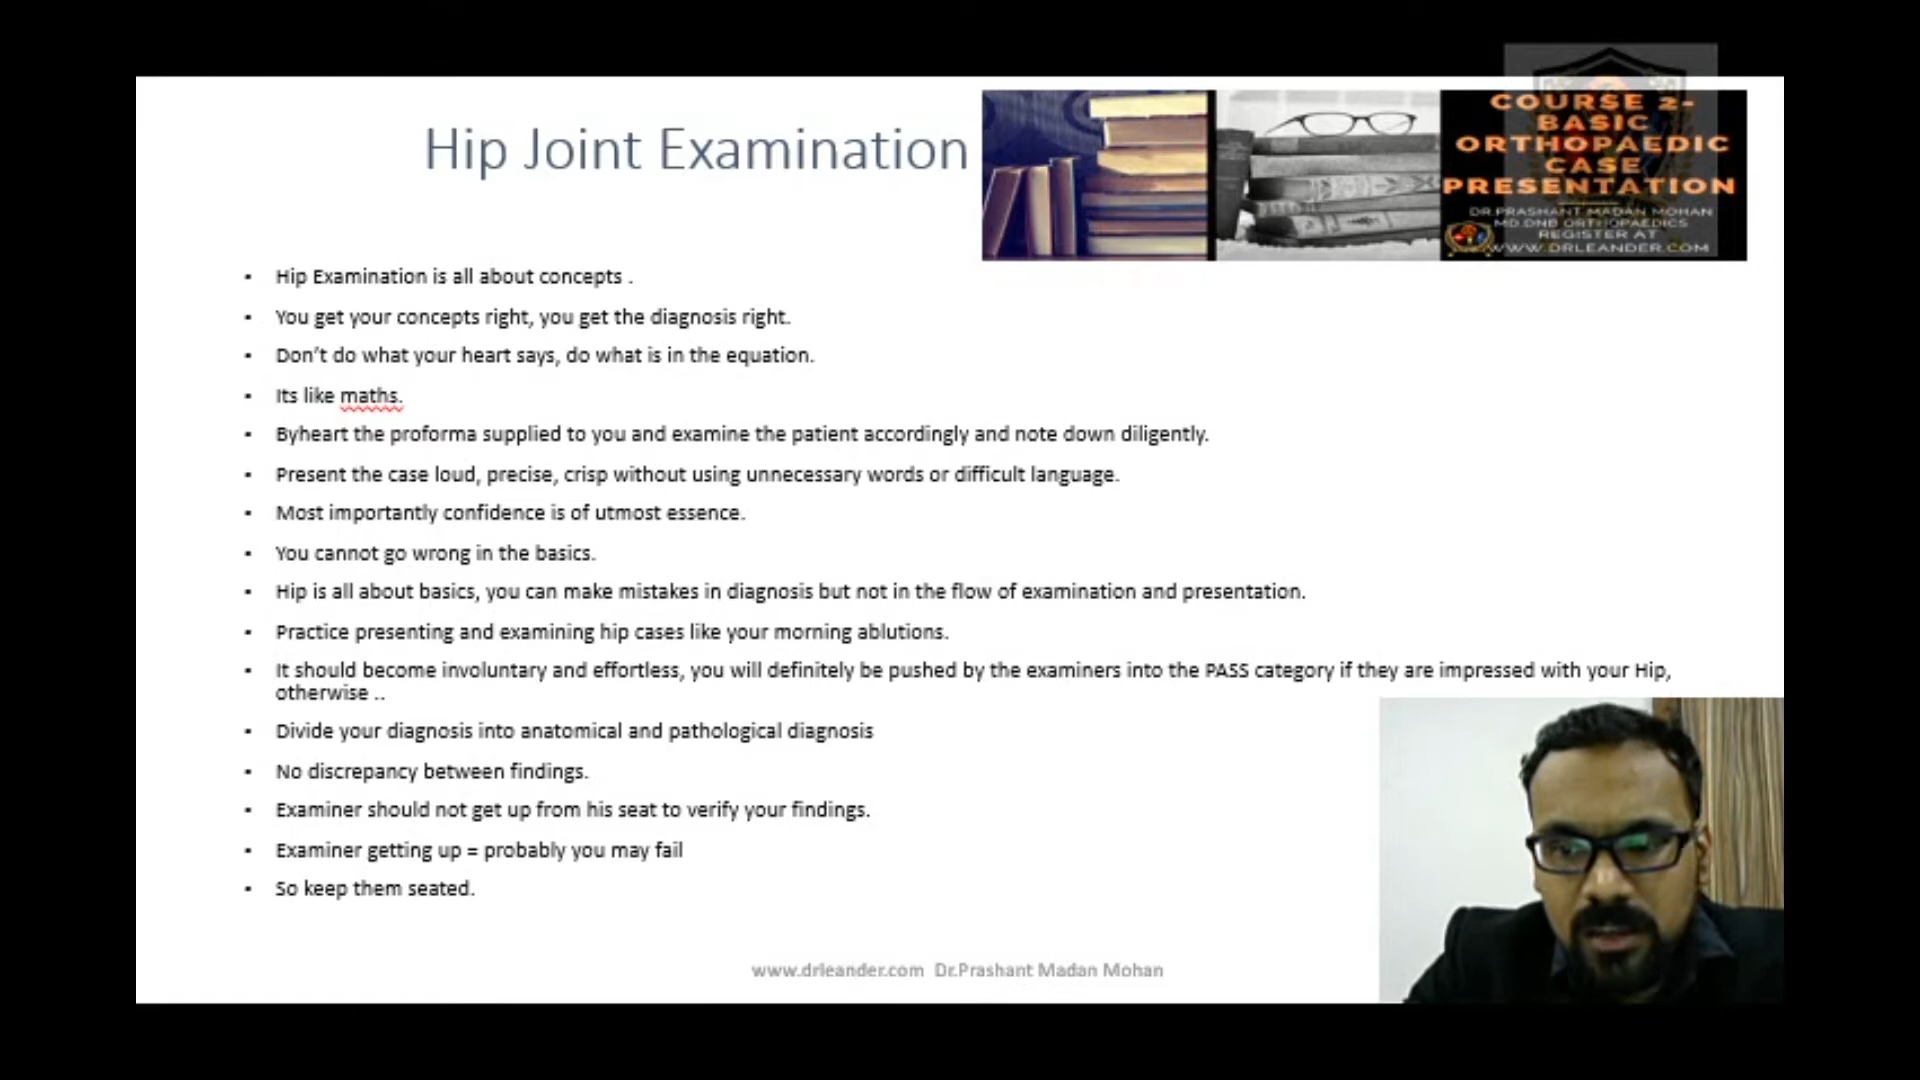 Hip Joint Examination
COURSE 2-
BASIC
ORTHOPAEDIC
CASE
PRESENTATION
DR.PRASHANT MADAN MOHAN
MD.DNB ORTHOPAEDICS
REGISTER AT
WWW.DRLEANDER.COM
▪ Hip Examination is all about concepts .
▪ You get your concepts right, you get the diagnosis right.
▪ Don't do what your heart says, do what is in the equation.
▪ Its like maths.
▪ Byheart the proforma supplied to you and examine the patient accordingly and note down diligently.
▪ Present the case loud, precise, crisp without using unnecessary words or difficult language.
▪ Most importantly confidence is of utmost essence.
▪ You cannot go wrong in the basics.
▪ Hip is all about basics, you can make mistakes in diagnosis but not in the flow of examination and presentation.
▪ Practice presenting and examining hip cases like your morning ablutions.
▪ It should become involuntary and effortless, you will definitely be pushed by the examiners into the PASS category if they are impressed with your Hip,
otherwise ..
▪ Divide your diagnosis into anatomical and pathological diagnosis
▪ No discrepancy between findings.
▪ Examiner should not get up from his seat to verify your findings.
▪ Examiner getting up = probably you may fail
▪ So keep them seated.
www.drleander.com Dr.Prashant Madan Mohan